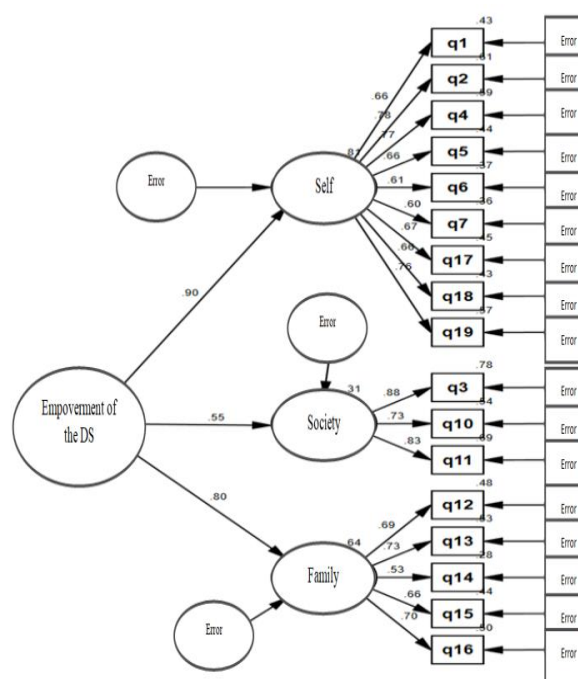 .43
q1
Error
.61
q2
Error
.59
q4
Error
.44
q5
Error
.37
q6
Error
.36
q7
Error
.45
q17
Error
.43
q18
Error
.57
q19
Error
.66
.78
.77
.66
.61
.60
.67
.66
.76
.81
Self
Error
.90
Error
.31
Society
.55
Empoverment of
the DS
.80
.78
q3
Error
.54
q10
Error
.69
q11
Error
.88
.73
.83
.48
q12
Error
.53
q13
Error
.28
q14
Error
.44
q15
Error
.50
q16
Error
.69
.73
.53
.66
.70
.64
Family
Error